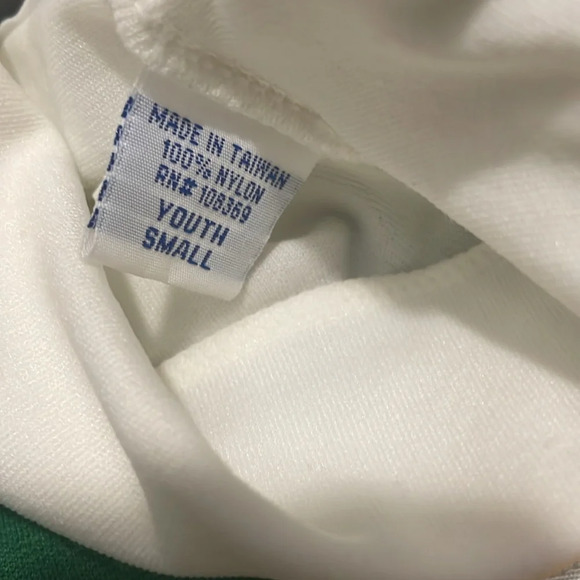 MADE IN TAIWAN
100% NYLON
RN# 108369
YOUTH
SMALL